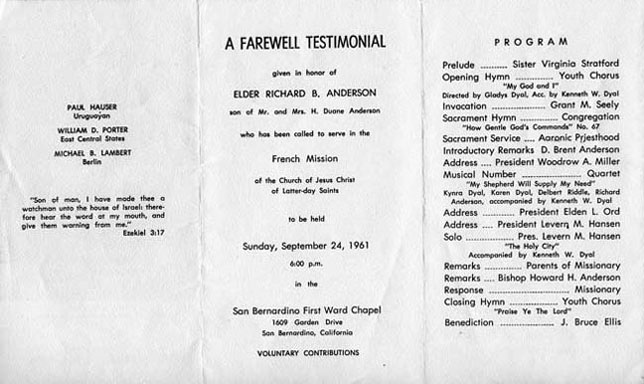 PAUL HAUSER
Uruguayan
WILLIAM D. PORTER
East Central States
MICHAEL B. LAMBERT
Berlin
"Son of man, I have made thee a
watchman unto the house of Israel: there-
fore hear the word at my mouth, and
give them warning from me."
Ezekiel 3:17
A FAREWELL TESTIMONIAL
given in honor of
ELDER RICHARD B. ANDERSON
son of Mr. and Mrs. H. Duane Anderson
who has been called to serve in the
French Mission
of the Church of Jesus Christ
of Latter-day Saints
to be held
Sunday, September 24, 1961
6:00 p.m.
in the
San Bernardino First Ward Chapel
1609 Garden Drive
San Bernardino, California
VOLUNTARY CONTRIBUTIONS
PROGRAM
Prelude .......... Sister Virginia Stratford
Opening Hymn ............ Youth Chorus
"My God and I"
Directed by Gladys Dyal, Acc. by Kenneth W. Dyal
Invocation .................. Grant M. Seely
Sacrament Hymn ........... Congregation
"How Gentle God's Commands" No. 67
Sacrament Service .... Aaronic Priesthood
Introductory Remarks D. Brent Anderson
Address .... President Woodrow A. Miller
Musical Number ................. Quartet
"My Shepherd Will Supply My Need"
Kynra Dyal, Karen Dyal, Delbert Riddle, Richard
Anderson, accompanied by Kenneth W. Dyal
Address .......... President Elden L. Ord
Address .... President Levern M. Hansen
Solo .............. Pres. Levern M. Hansen
"The Holy City"
Accompanied by Kenneth W. Dyal
Remarks ............ Parents of Missionary
Remarks .... Bishop Howard H. Anderson
Response ........................ Missionary
Closing Hymn ............. Youth Chorus
"Praise Ye The Lord"
Benediction ................... J. Bruce Ellis